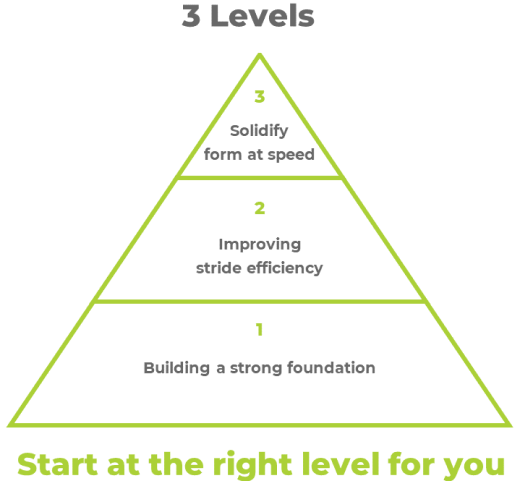 3 Levels
3
Solidify
form at speed
2
Improving
stride efficiency
1
Building a strong foundation
Start at the right level for you